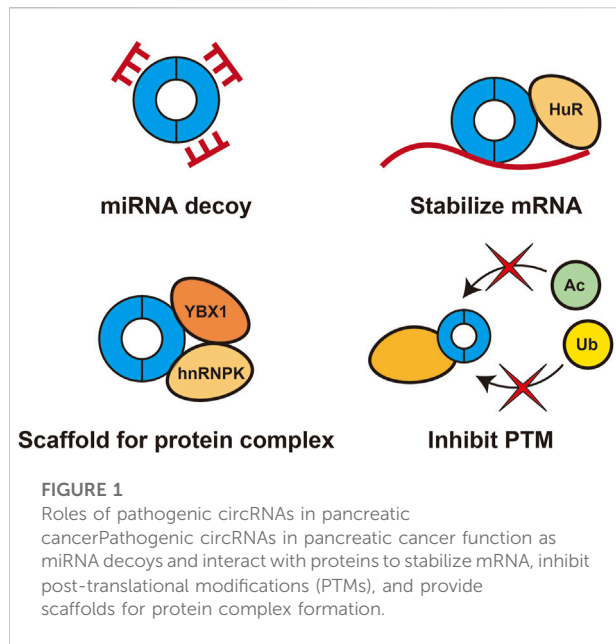 HuR
miRNA decoy
Stabilize mRNA
YBX1
hnRNPK
Ac
Ub
Scaffold for protein complex
Inhibit PTM
FIGURE 1
Roles of pathogenic circRNAs in pancreatic
cancerPathogenic circRNAs in pancreatic cancer function as
miRNA decoys and interact with proteins to stabilize mRNA, inhibit
post-translational modifications (PTMs), and provide
scaffolds for protein complex formation.